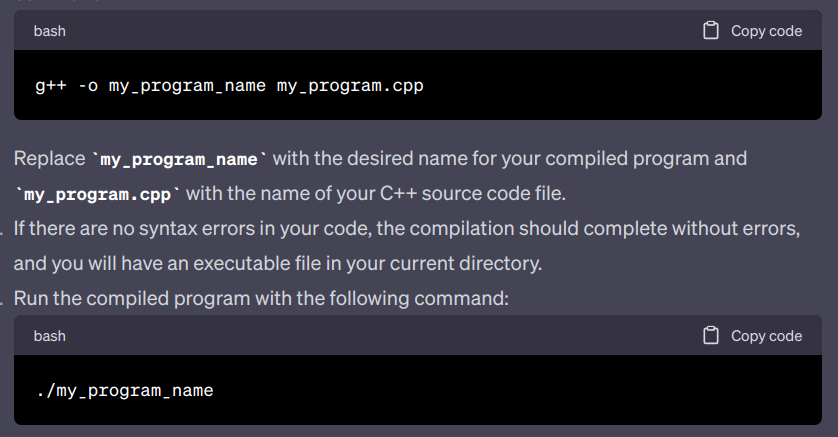 bash Copy code
g++ -o my_program_name my_program.cpp
Replace `my_program_name` with the desired name for your compiled program and
`my_program.cpp` with the name of your C++ source code file.
. If there are no syntax errors in your code, the compilation should complete without errors,
and you will have an executable file in your current directory.
. Run the compiled program with the following command:
bash Copy code
./my_program_name